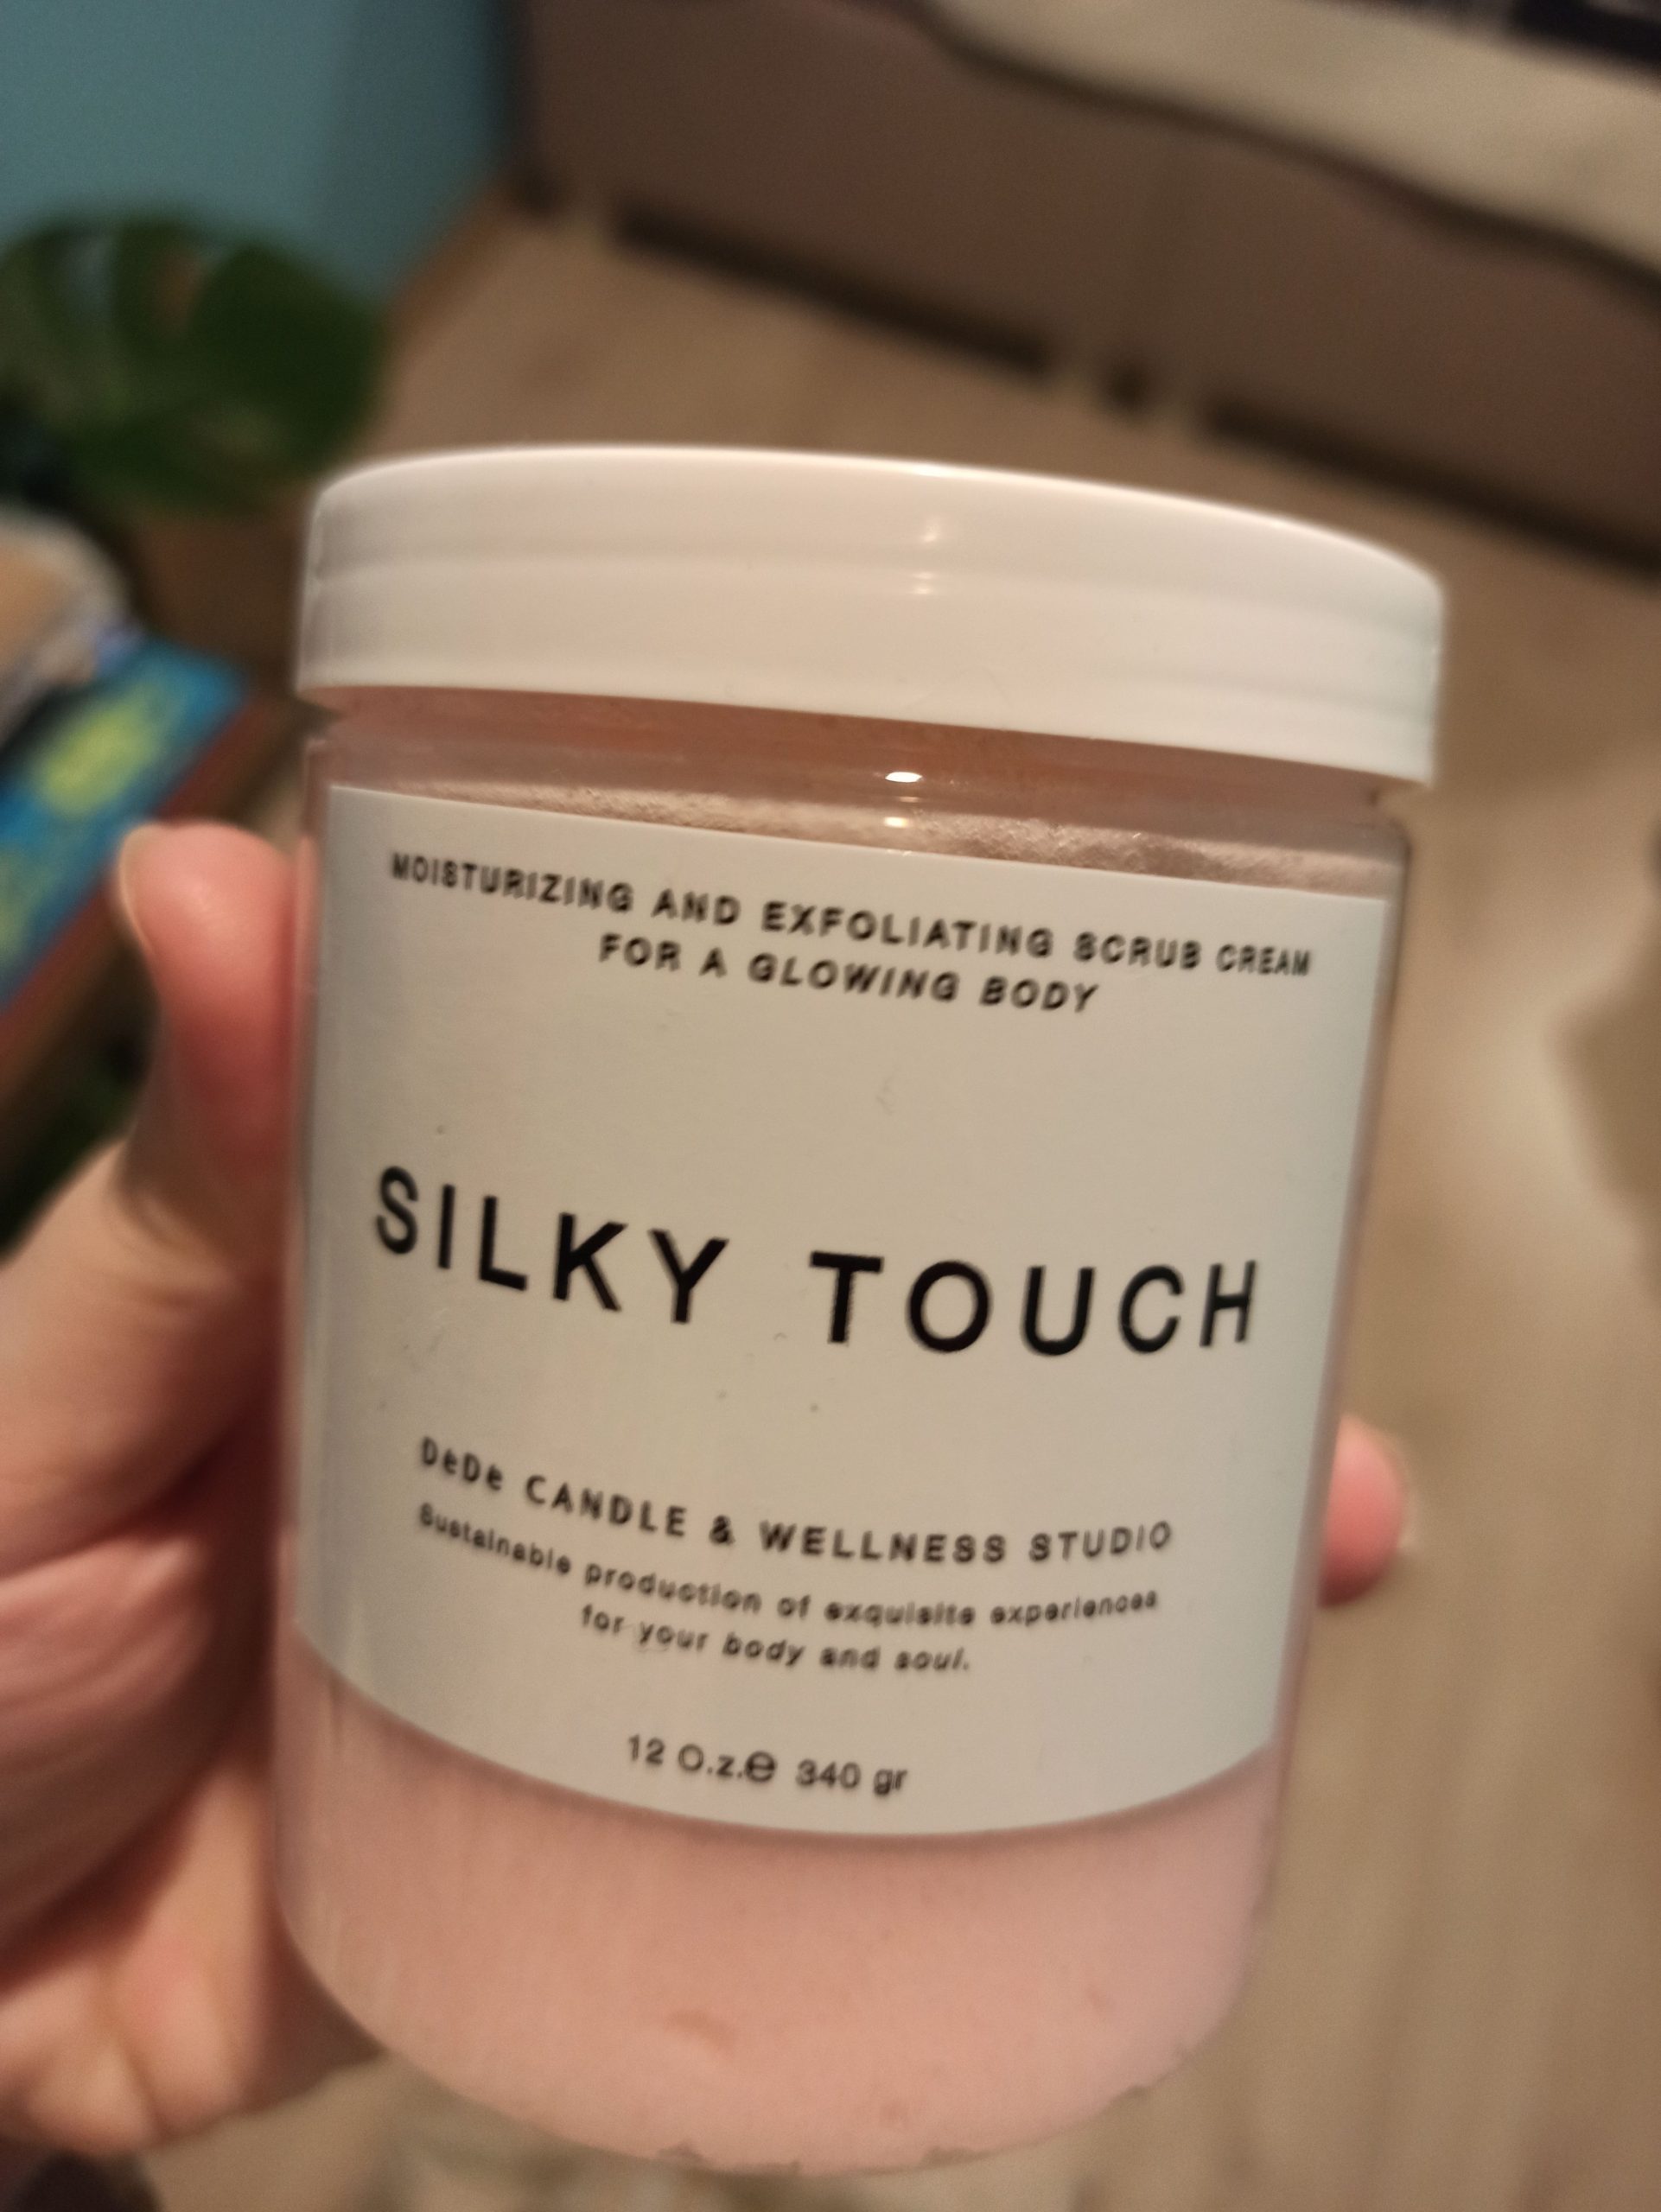 MOISTURIZING AND EXFOLIATING SCRUB CREAM
FOR A GLOWING BODY
SILKY TOUCH
DeDe CANDLE & WELLNESS STUDIO
Sustainable production of exquisite experiences
for your body and soul.
12 O.z.℮ 340 gr